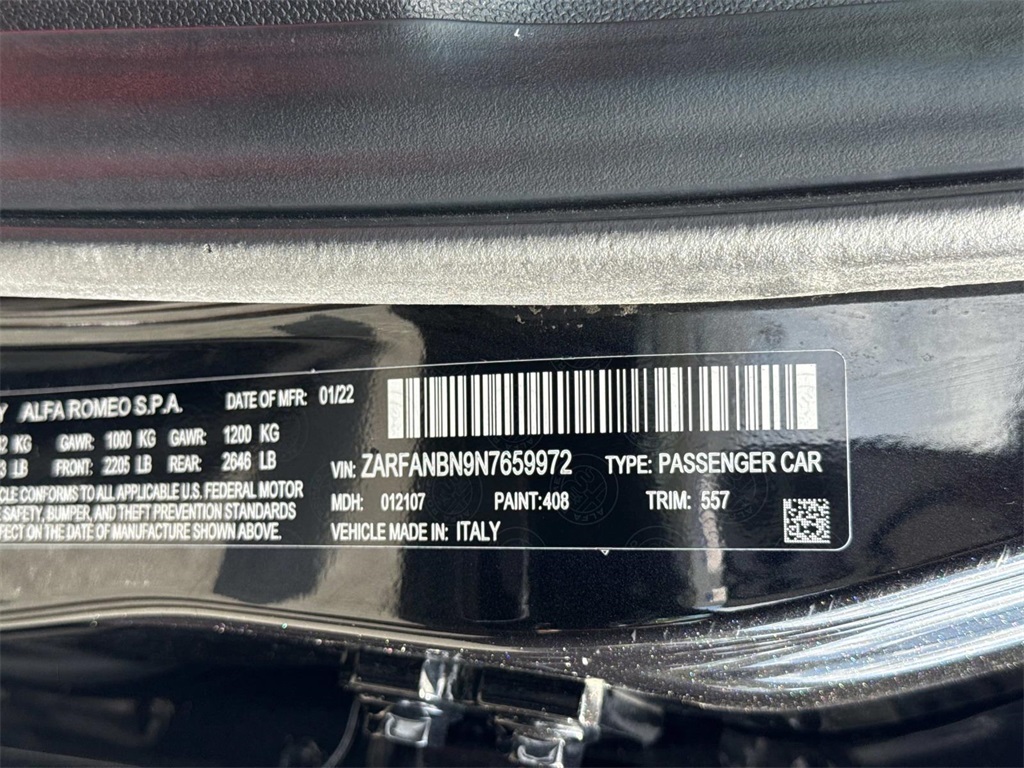 ALFA ROMEO S.P.A. DATE OF MFR: 01/22
KG GAWR: 1000 KG GAWR: 1200 KG
LB FRONT: 2205 LB REAR: 2646 LB
CONFORMS TO ALL APPLICABLE U.S. FEDERAL MOTOR
SAFETY, BUMPER, AND THEFT PREVENTION STANDARDS
ON THE DATE OF MANUFACTURE SHOWN ABOVE.
VIN: ZARFANBN9N7659972 TYPE: PASSENGER CAR
MDH: 012107 PAINT:408 TRIM: 557
VEHICLE MADE IN: ITALY